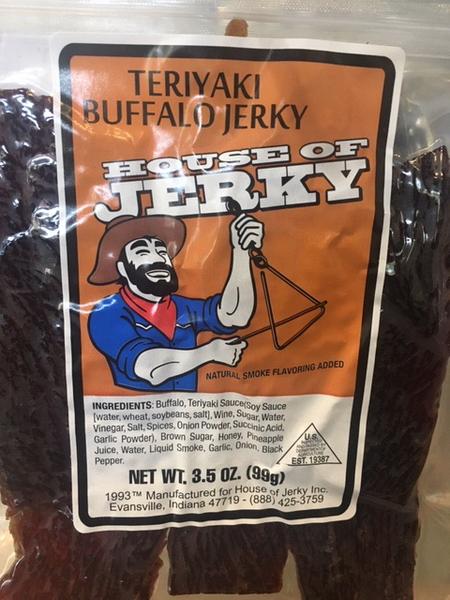 TERIYAKI
BUFFALO JERKY
HOUSE OF
JERKY
NATURAL SMOKE FLAVORING ADDED
INGREDIENTS: Buffalo, Teriyaki Sauce(Soy Sauce
[water, wheat, soybeans, salt], Wine, Sugar, Water,
Vinegar, Salt, Spices, Onion Powder, Succinic Acid,
Garlic Powder), Brown Sugar, Honey, Pineapple
Juice, Water, Liquid Smoke, Garlic, Onion, Black
Pepper.
U.S.
EST. 19387
NET WT. 3.5 OZ. (99g)
1993™ Manufactured for House of Jerky Inc.
Evansville, Indiana 47719 - (888) 425-3759